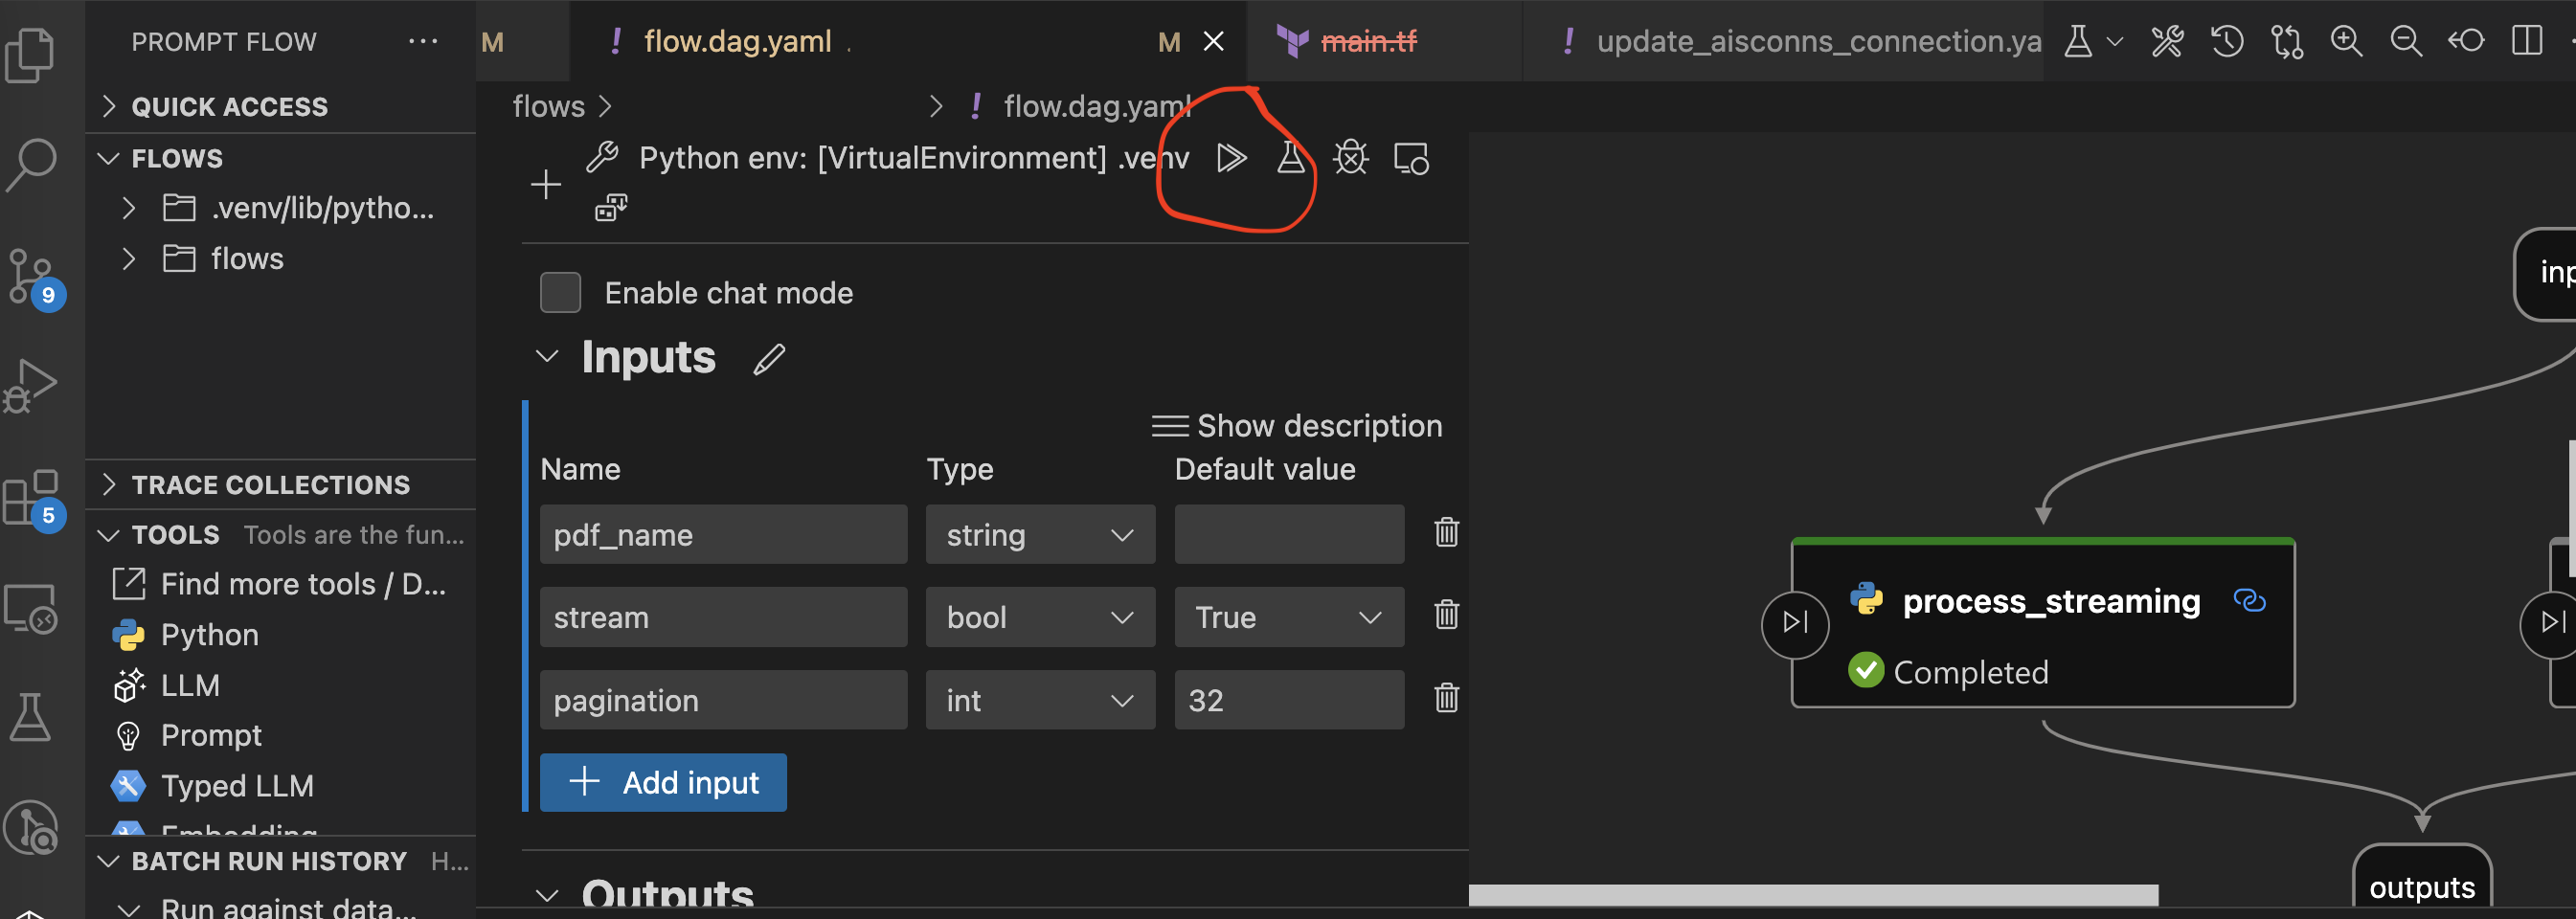 PROMPT FLOW
QUICK ACCESS
FLOWS
.venv/lib/pytho...
flows
TRACE COLLECTIONS
TOOLS Tools are the fun...
Find more tools / D...
Python
LLM
Prompt
Typed LLM
Embedding
BATCH RUN HISTORY H...
Run against data...
9
5
M
! flow.dag.yaml . M
main.tf
! update_aisconns_connection.ya
flows > > ! flow.dag.yaml
Python env: [VirtualEnvironment] .venv
Enable chat mode
Inputs
Show description
Name Type Default value
pdf_name string
stream bool True
pagination int 32
Add input
Outputs
inp
process_streaming
Completed
outputs